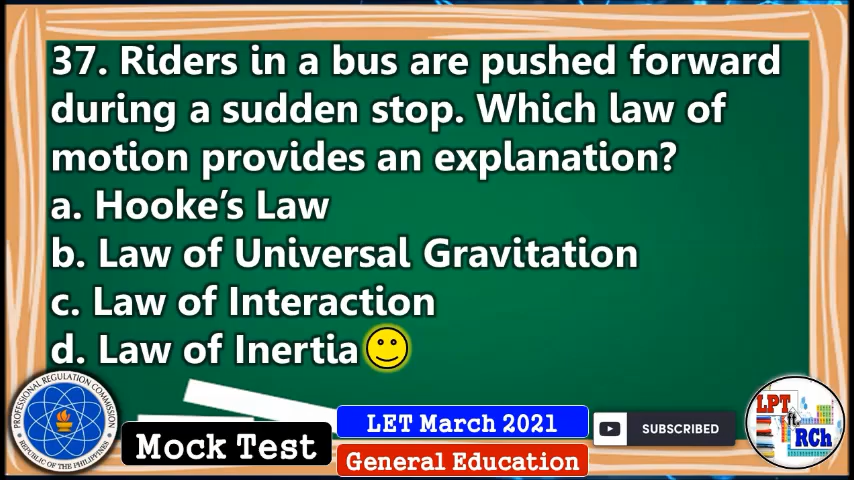 37. Riders in a bus are pushed forward
during a sudden stop. Which law of
motion provides an explanation?
a. Hooke's Law
b. Law of Universal Gravitation
c. Law of Interaction
d. Law of Inertia
PROFESSIONAL REGULATION COMMISSION
REPUBLIC OF THE PHILIPPINES
Mock Test
LET March 2021
General Education
SUBSCRIBED
LPT
ft.
RCh